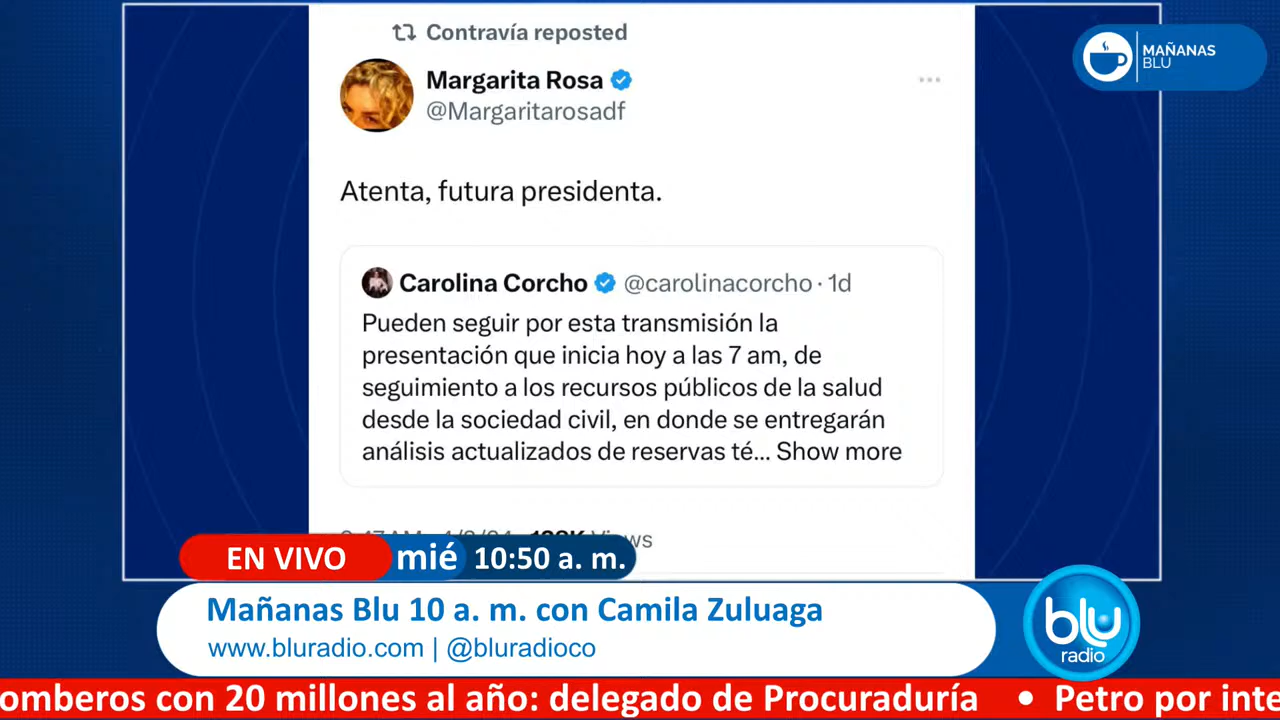 Contravía reposted
Margarita Rosa
@Margaritarosadf
MAÑANAS
BLU
Atenta, futura presidenta.
Carolina Corcho @carolinacorcho · 1d
Pueden seguir por esta transmisión la
presentación que inicia hoy a las 7 am, de
seguimiento a los recursos públicos de la salud
desde la sociedad civil, en donde se entregarán
análisis actualizados de reservas té... Show more
Views
EN VIVO mié 10:50 a. m.
Mañanas Blu 10 a. m. con Camila Zuluaga
www.bluradio.com | @bluradioco
blu
radio
omberos con 20 millones al año: delegado de Procuraduría • Petro por inte